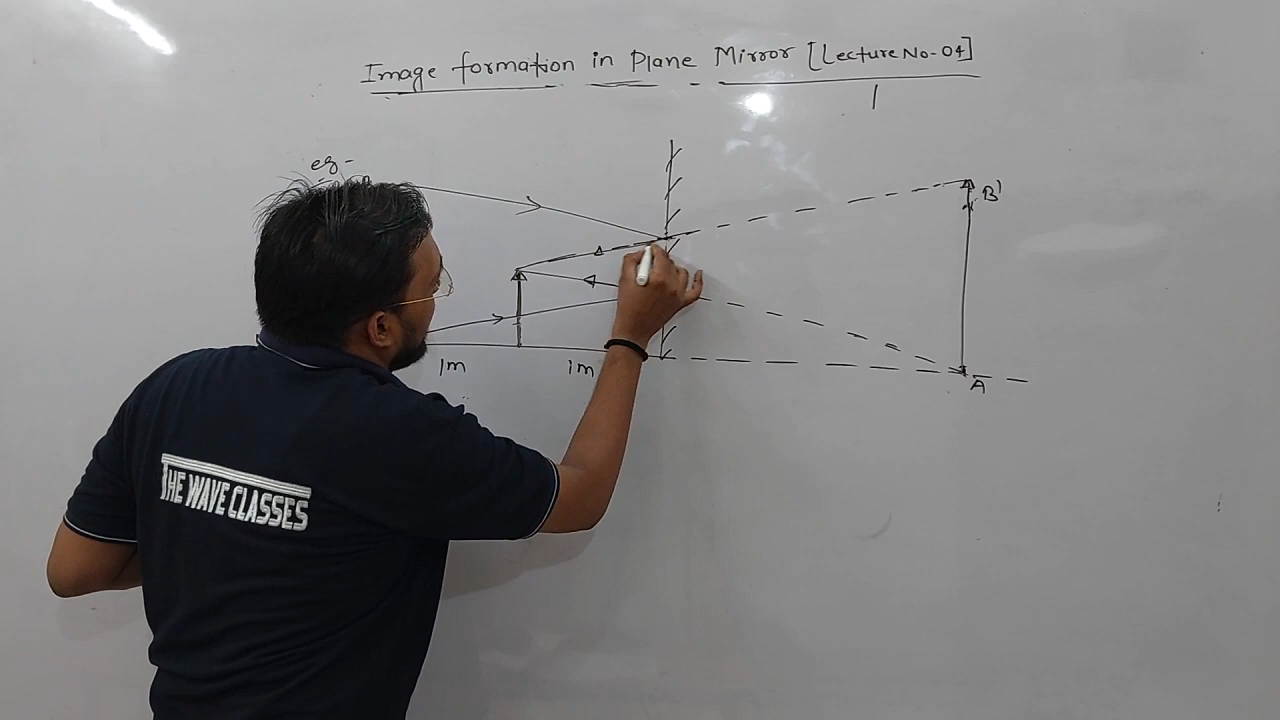 Image formation in Plane Mirror [Lecture No-04]
eg-
B'
1m 1m
A
THE WAVE CLASSES